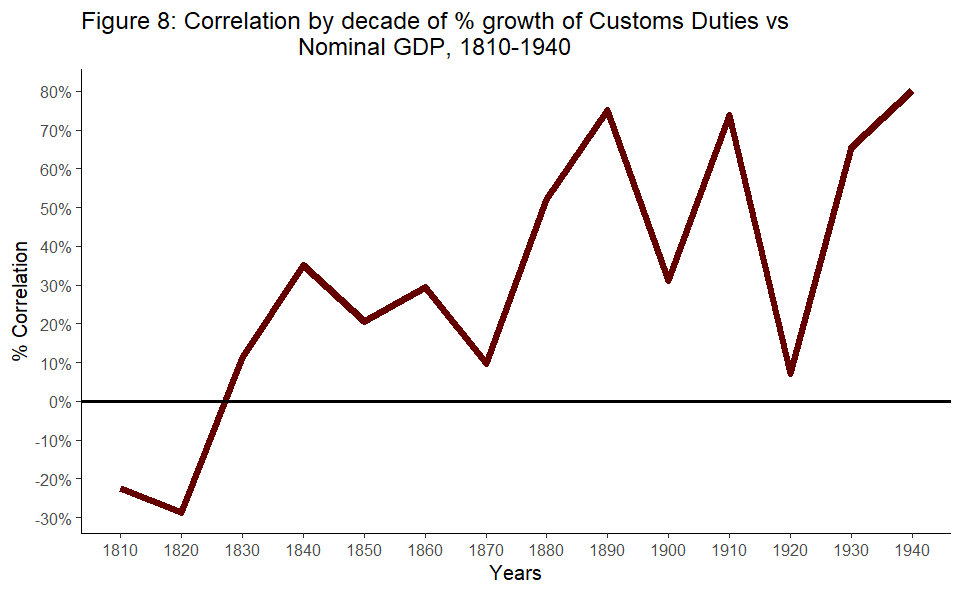 Figure 8: Correlation by decade of % growth of Customs Duties vs
Nominal GDP, 1810-1940
80%
70%
60%
50%
40%
30%
20%
10%
0%
-10%
-20%
-30%
% Correlation
1810 1820 1830 1840 1850 1860 1870 1880 1890 1900 1910 1920 1930 1940
Years